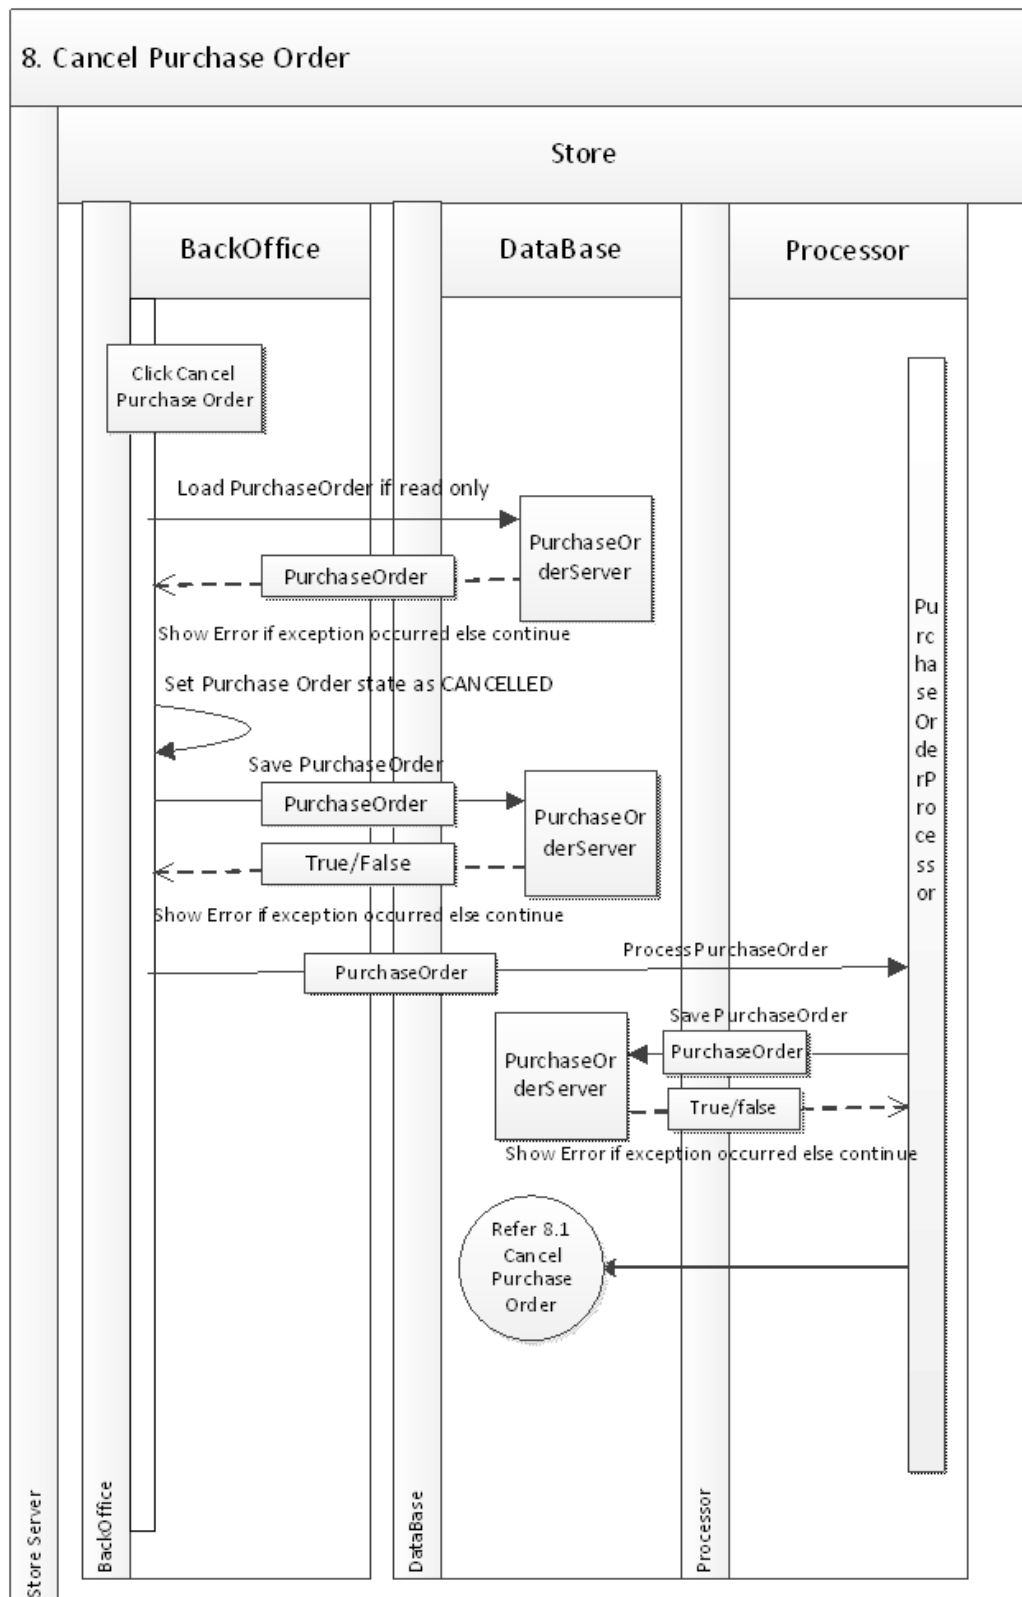 8. Cancel Purchase Order
Store
BackOffice
DataBase
Processor
Click Cancel
Purchase Order
Load PurchaseOrder if read only
PurchaseOr
derServer
PurchaseOrder
Show Error if exception occurred else continue
Set Purchase Order state as CANCELLED
Save PurchaseOrder
PurchaseOrder
PurchaseOr
derServer
True/False
Show Error if exception occurred else continue
Process PurchaseOrder
PurchaseOrder
Save PurchaseOrder
PurchaseOrder
PurchaseOr
derServer
True/false
Show Error if exception occurred else continue
Refer 8.1
Cancel
Purchase
Order
Pu
rc
ha
se
Or
de
rP
ro
ce
ss
or
Store Server
BackOffice
DataBase
Processor